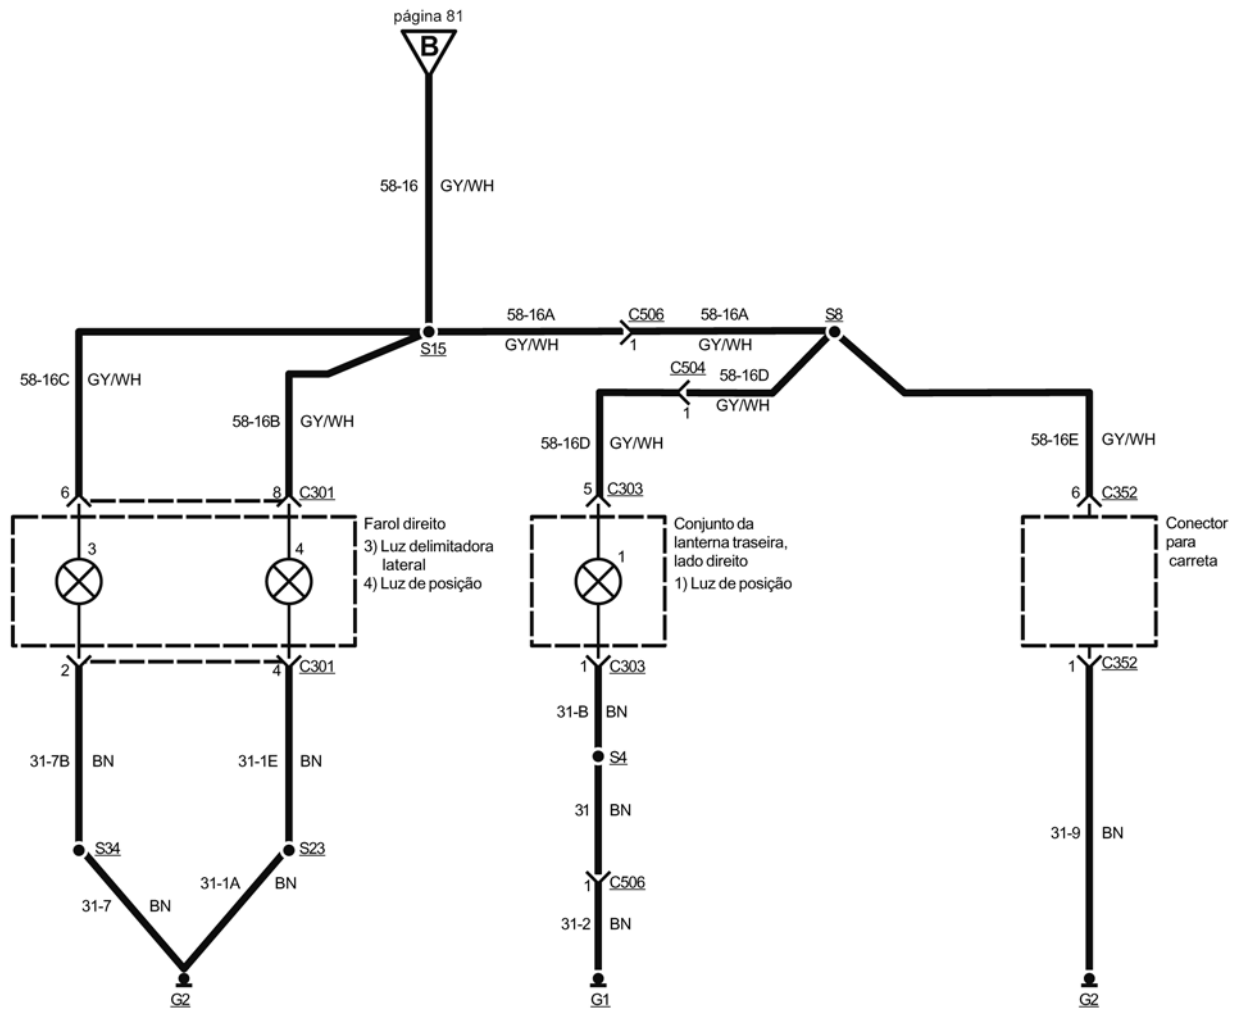 página 81
B
58-16 GY/WH
58-16A C506 58-16A S8
S15 GY/WH 1 GY/WH
C504 58-16D
58-16C GY/WH
1 GY/WH
58-16B GY/WH
58-16D GY/WH
58-16E GY/WH
6 8 C301 5 C303 6 C352
Farol direito
3) Luz delimitadora
lateral
4) Luz de posição
3 4
Conjunto da
lanterna traseira,
lado direito
1) Luz de posição
1
Conector
para
carreta
2 4 C301 1 C303 1 C352
31-B BN
31-7B BN 31-1E BN
S4
31 BN
31-9 BN
S34 S23
31-1A BN
1 C506
31-7 BN
31-2 BN
G2 G1 G2